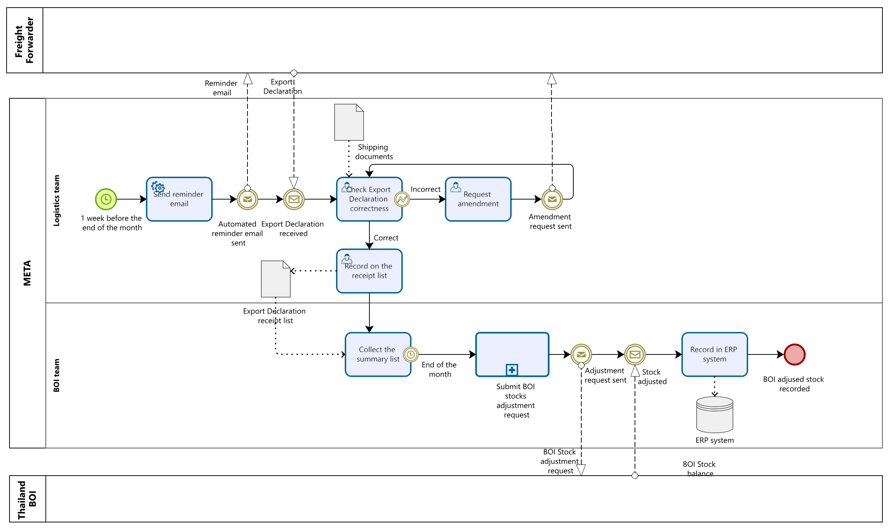 Freight
Forwarder
Reminder
email
Export
Declaration
META
Logistics team
Shipping
documents
Send reminder
email
Check Export
Declaration
correctness
Incorrect
Request
amendment
1 week before the
end of the month
Automated
reminder email
sent
Export Declaration
received
Amendment
request sent
Correct
Record on the
receipt list
Export Declaration
receipt list
BOI team
Collect the
summary list
End of the
month
Submit BOI
stocks
adjustment
request
Adjustment
request sent
Stock
adjusted
Record in ERP
system
BOI adjused stock
recorded
ERP system
BOI Stock
adjustment
request
BOI Stock
balance
Thailand
BOI